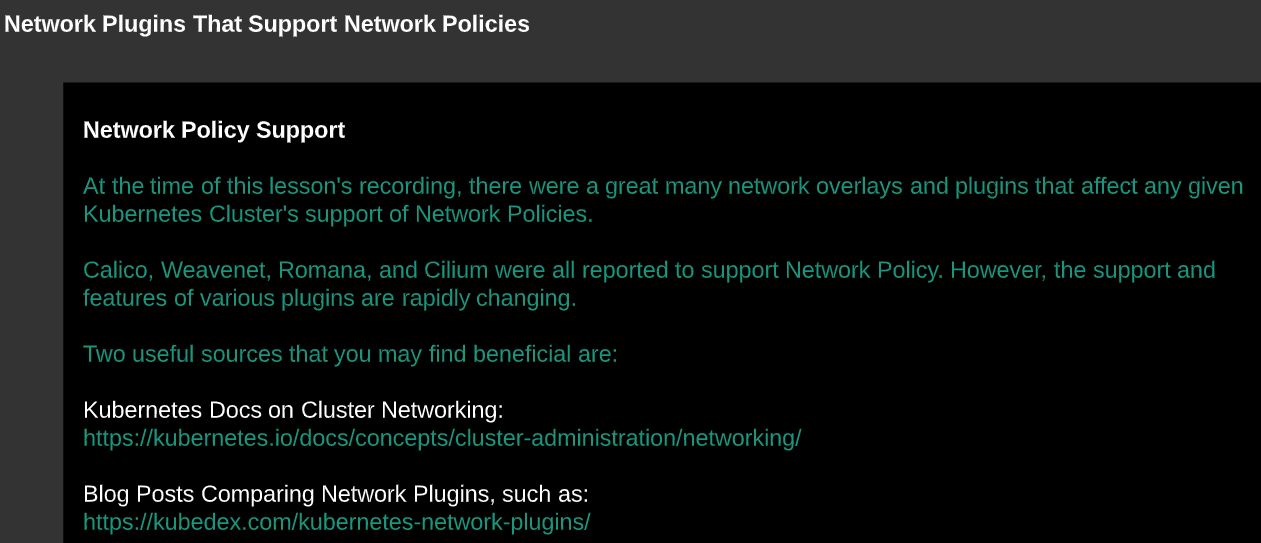 Network Plugins That Support Network Policies
Network Policy Support
At the time of this lesson's recording, there were a great many network overlays and plugins that affect any given
Kubernetes Cluster's support of Network Policies.
Calico, Weavenet, Romana, and Cilium were all reported to support Network Policy. However, the support and
features of various plugins are rapidly changing.
Two useful sources that you may find beneficial are:
Kubernetes Docs on Cluster Networking:
https://kubernetes.io/docs/concepts/cluster-administration/networking/
Blog Posts Comparing Network Plugins, such as:
https://kubedex.com/kubernetes-network-plugins/